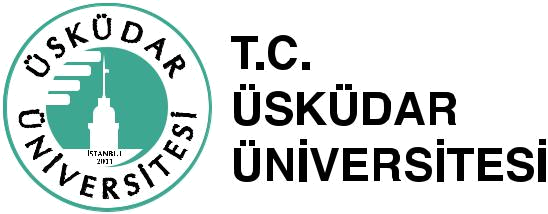 ÜSKÜDAR
ÜNİVERSİTESİ
İSTANBUL
2011
T.C.
ÜSKÜDAR
ÜNİVERSİTESİ